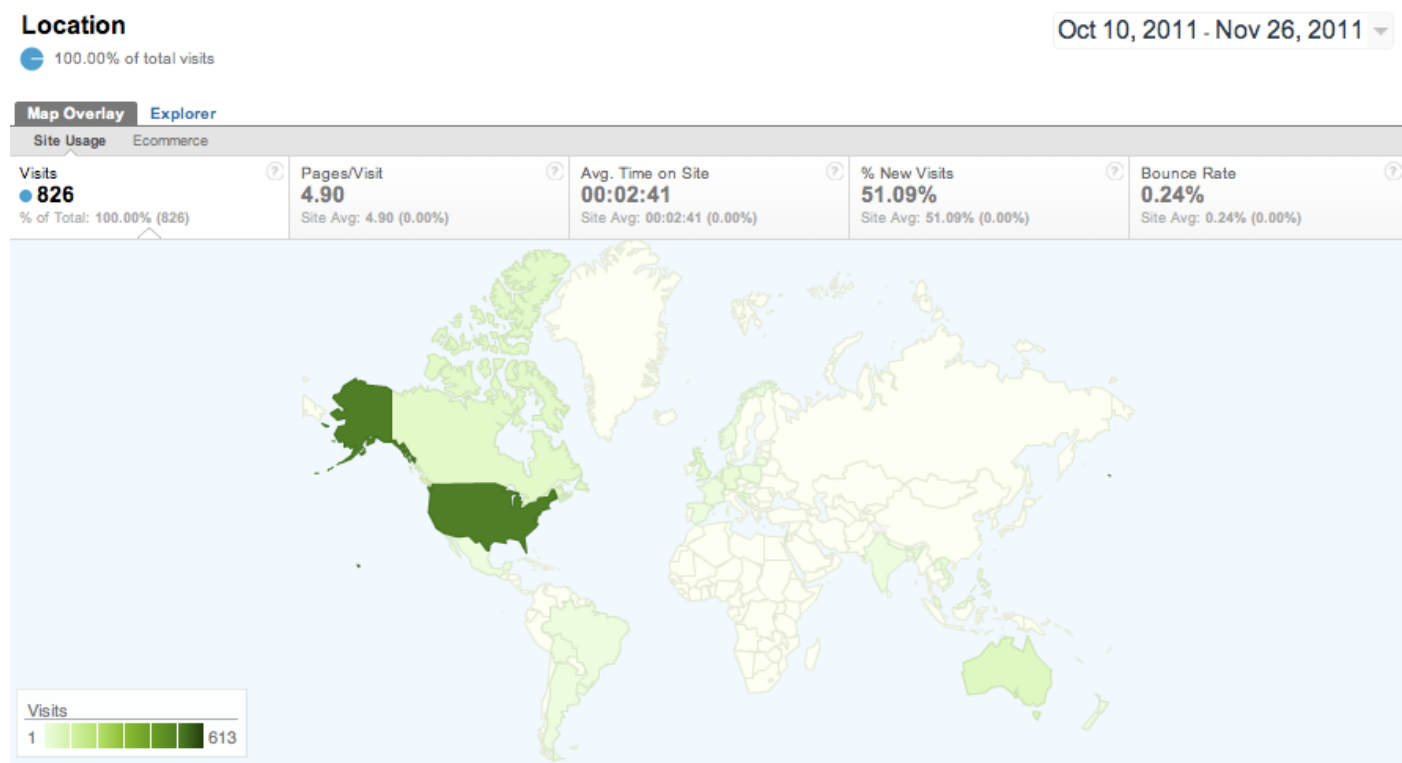 Location
Oct 10, 2011 - Nov 26, 2011
100.00% of total visits
Map Overlay Explorer
Site Usage Ecommerce
Visits ?
826
% of Total: 100.00% (826)
Pages/Visit ?
4.90
Site Avg: 4.90 (0.00%)
Avg. Time on Site ?
00:02:41
Site Avg: 00:02:41 (0.00%)
% New Visits ?
51.09%
Site Avg: 51.09% (0.00%)
Bounce Rate ?
0.24%
Site Avg: 0.24% (0.00%)
Visits
1 613